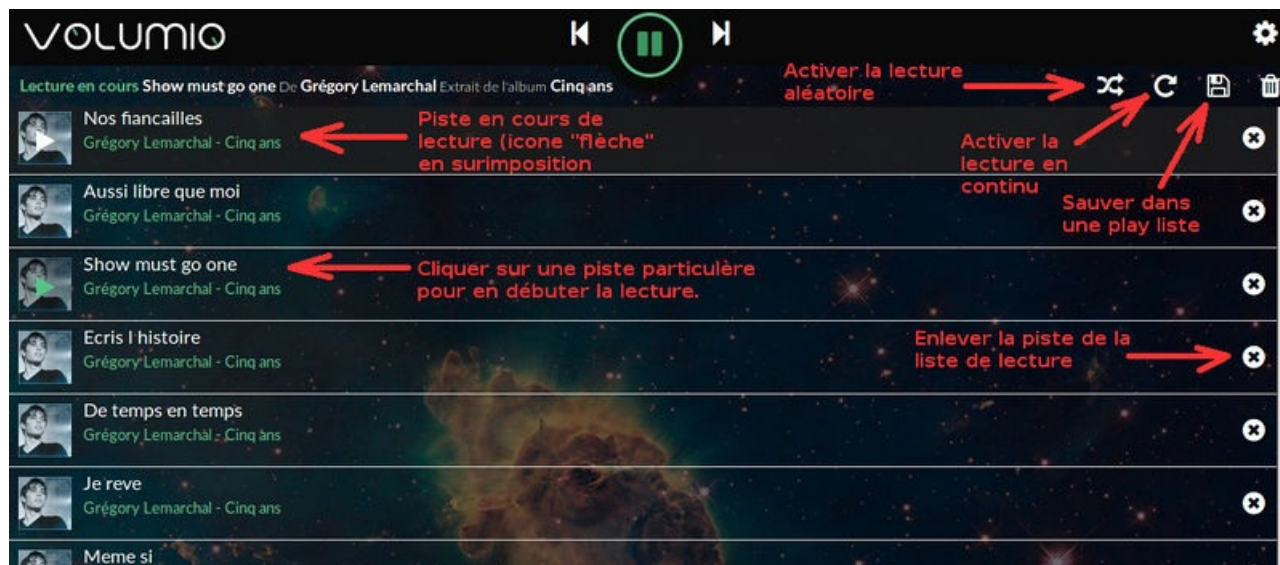 VOLUMIO
Lecture en cours Show must go one De Grégory Lemarchal Extrait de l'album Cinq ans
Activer la lecture
aléatoire
Nos fiancailles
Grégory Lemarchal - Cinq ans
Piste en cours de
lecture (icone "flèche"
en surimposition
Activer la
lecture en
continu
Sauver dans
une play liste
Aussi libre que moi
Grégory Lemarchal - Cinq ans
Show must go one
Grégory Lemarchal - Cinq ans
Cliquer sur une piste particulère
pour en débuter la lecture.
Ecris l histoire
Grégory Lemarchal - Cinq ans
Enlever la piste de la
liste de lecture
De temps en temps
Grégory Lemarchal - Cinq ans
Je reve
Grégory Lemarchal - Cinq ans
Meme si